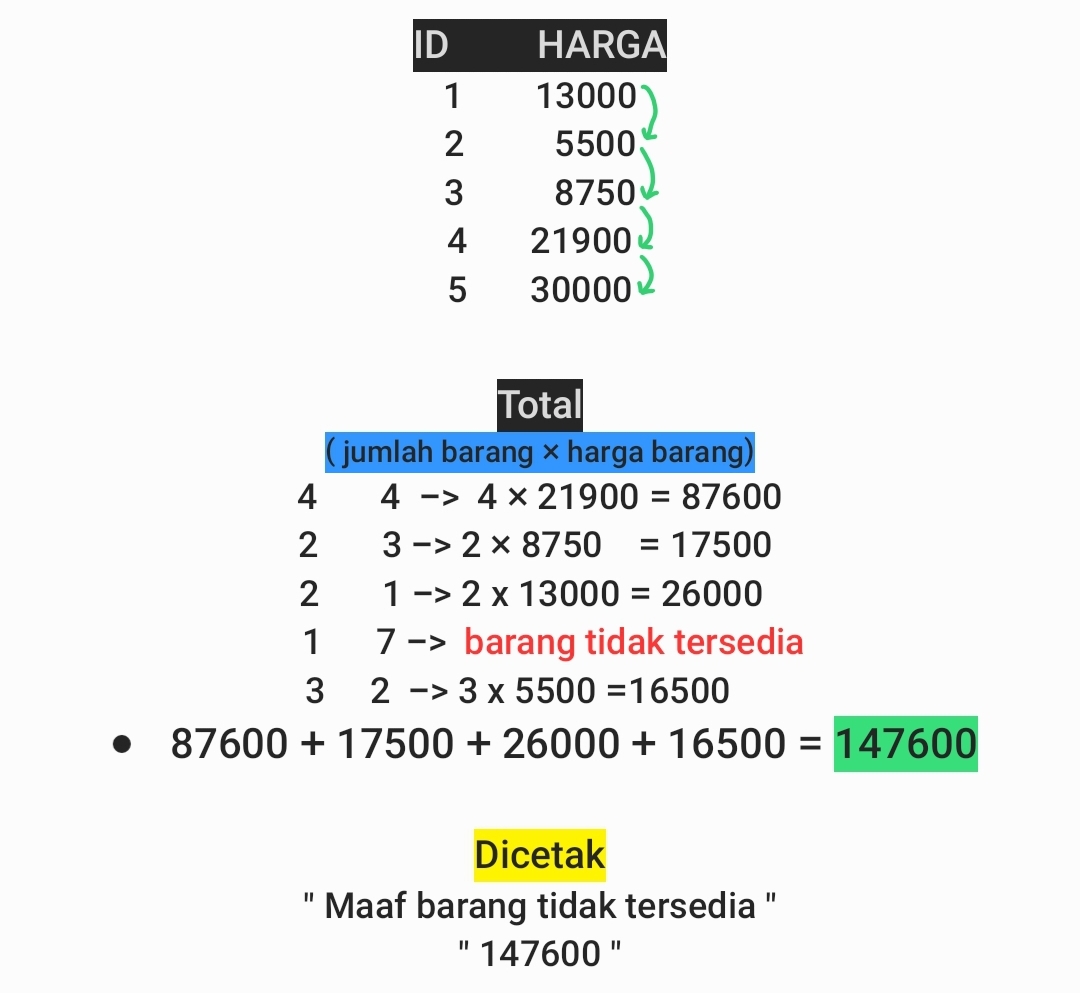 ID HARGA
1 13000
2 5500
3 8750
4 21900
5 30000
Total
( jumlah barang × harga barang)
4 4 –> 4 × 21900 = 87600
2 3 –> 2 × 8750 = 17500
2 1 –> 2 x 13000 = 26000
1 7 –> barang tidak tersedia
3 2 –> 3 x 5500 =16500
• 87600 + 17500 + 26000 + 16500 = 147600
Dicetak
" Maaf barang tidak tersedia "
" 147600 "